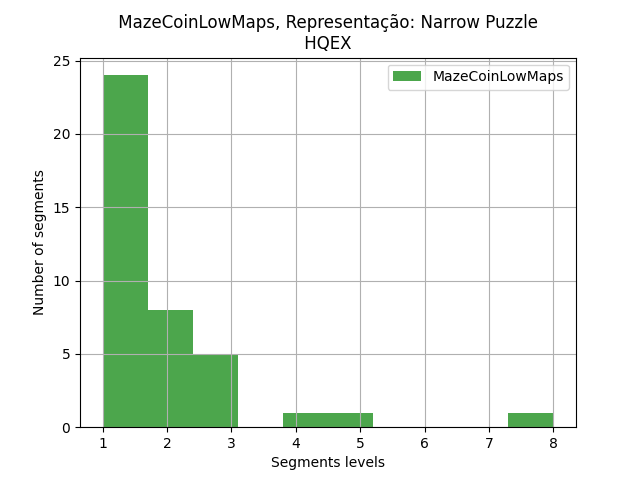 MazeCoinLowMaps, Representação: Narrow Puzzle
HQEX
MazeCoinLowMaps
25
20
15
10
5
0
Number of segments
1 2 3 4 5 6 7 8
Segments levels